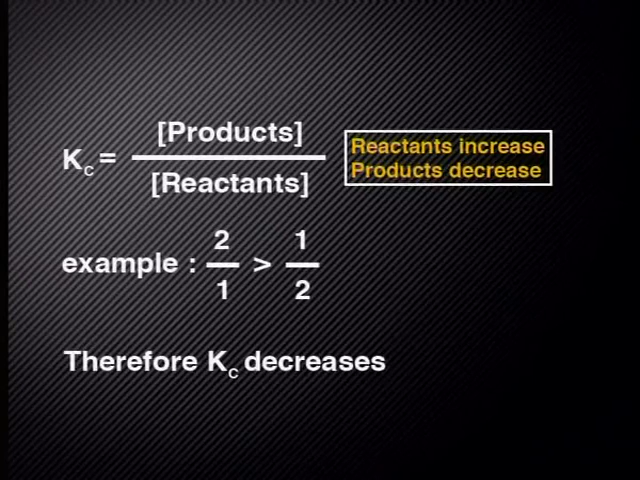 Kc = [Products] / [Reactants]
Reactants increase
Products decrease
example : 2/1 > 1/2
Therefore Kc decreases